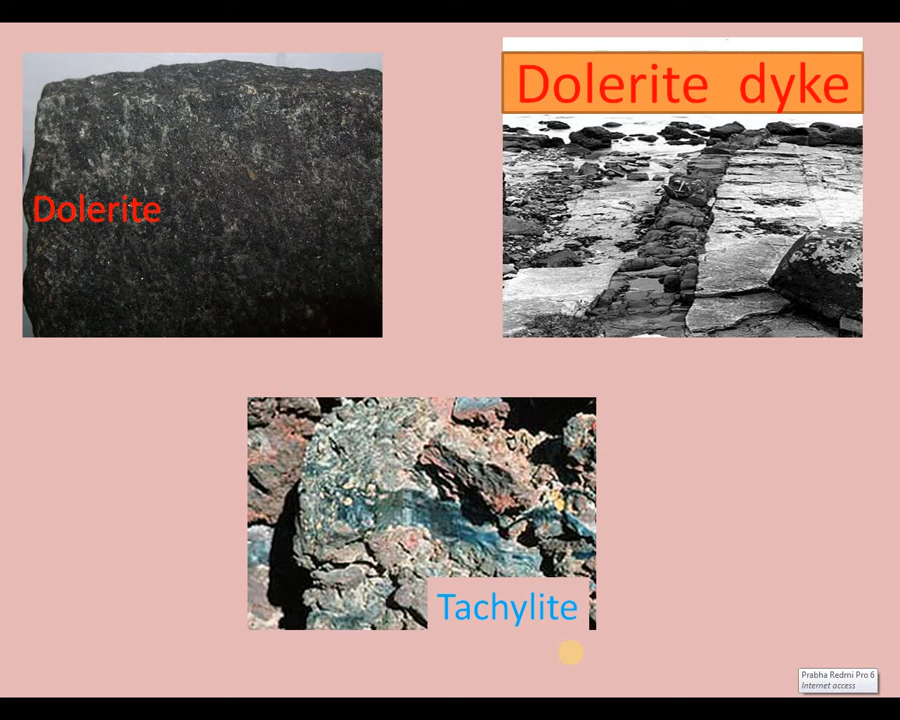 Dolerite dyke
Dolerite
Tachylite
Prabha Redmi Pro 6
Internet access